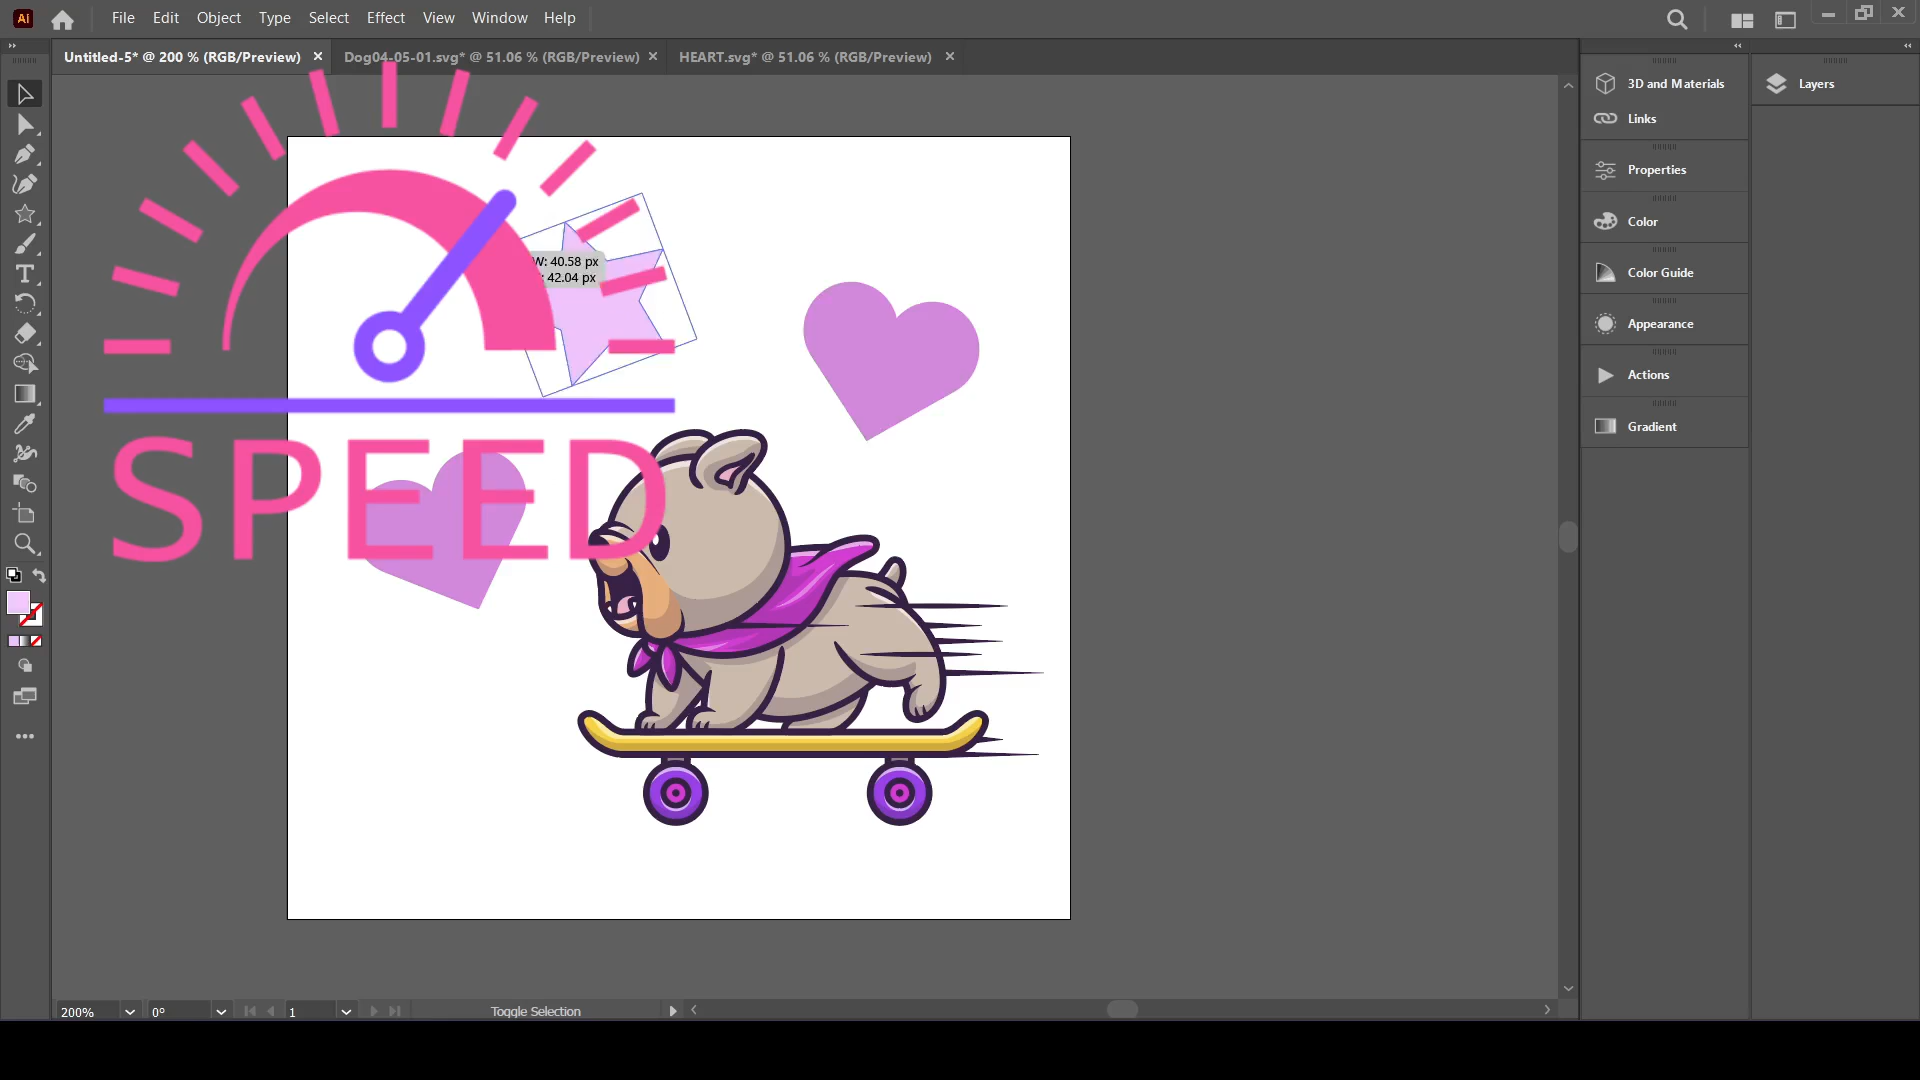 Ai File Edit Object Type Select Effect View Window Help
Untitled-5* @ 200 % (RGB/Preview) × Dog04-05-01.svg* @ 51.06 % (RGB/Preview) × HEART.svg* @ 51.06 % (RGB/Preview) ×
3D and Materials
Links
Properties
Color
Color Guide
Appearance
Actions
Gradient
Layers
W: 40.58 px
: 42.04 px
SPEED
200% 0° 1 Toggle Selection